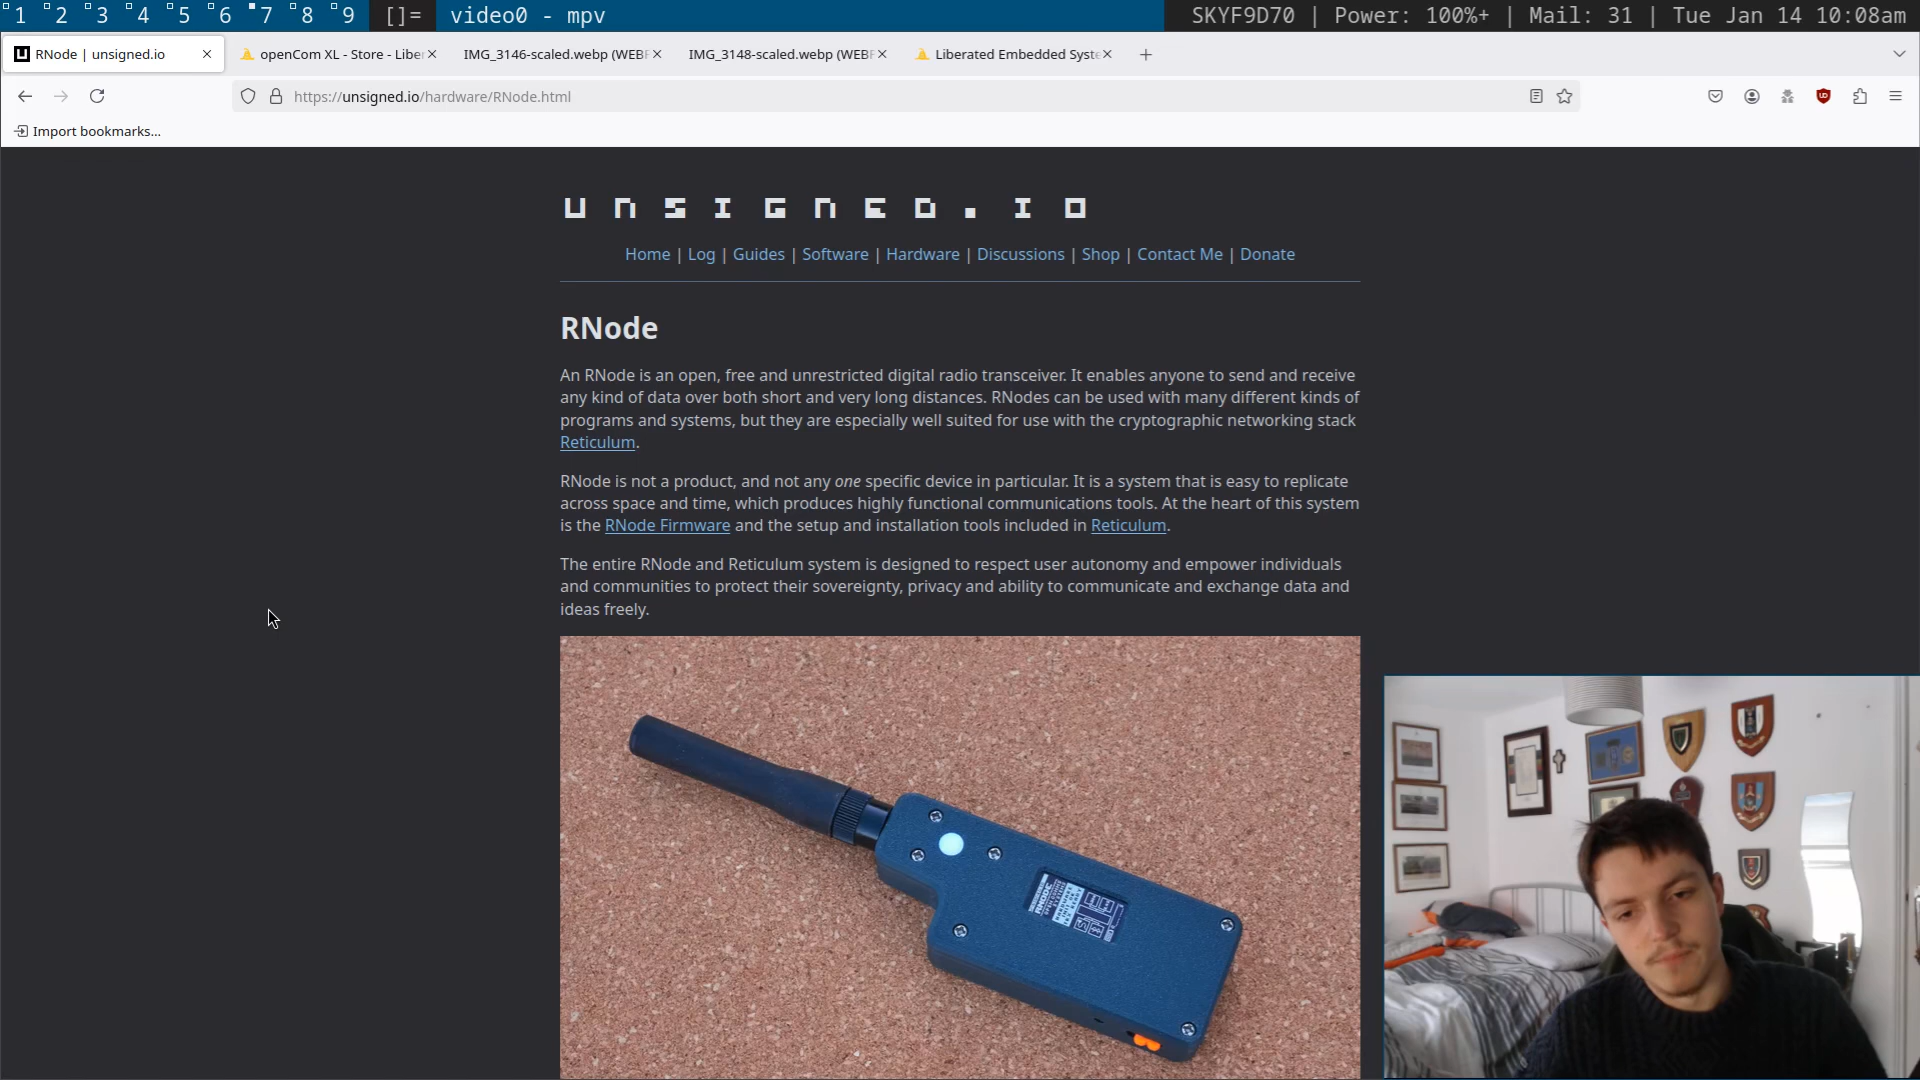 1 2 3 4 5 6 7 8 9 []= video0 - mpv SKYF9D70 | Power: 100%+ | Mail: 31 | Tue Jan 14 10:08am
RNode | unsigned.io openCom XL - Store - Liber IMG_3146-scaled.webp (WEBP IMG_3148-scaled.webp (WEBP Liberated Embedded Syste
https://unsigned.io/hardware/RNode.html
Import bookmarks...
UNSIGNED.IO
Home | Log | Guides | Software | Hardware | Discussions | Shop | Contact Me | Donate
RNode
An RNode is an open, free and unrestricted digital radio transceiver. It enables anyone to send and receive
any kind of data over both short and very long distances. RNodes can be used with many different kinds of
programs and systems, but they are especially well suited for use with the cryptographic networking stack
Reticulum.
RNode is not a product, and not any one specific device in particular. It is a system that is easy to replicate
across space and time, which produces highly functional communications tools. At the heart of this system
is the RNode Firmware and the setup and installation tools included in Reticulum.
The entire RNode and Reticulum system is designed to respect user autonomy and empower individuals
and communities to protect their sovereignty, privacy and ability to communicate and exchange data and
ideas freely.
RNODE